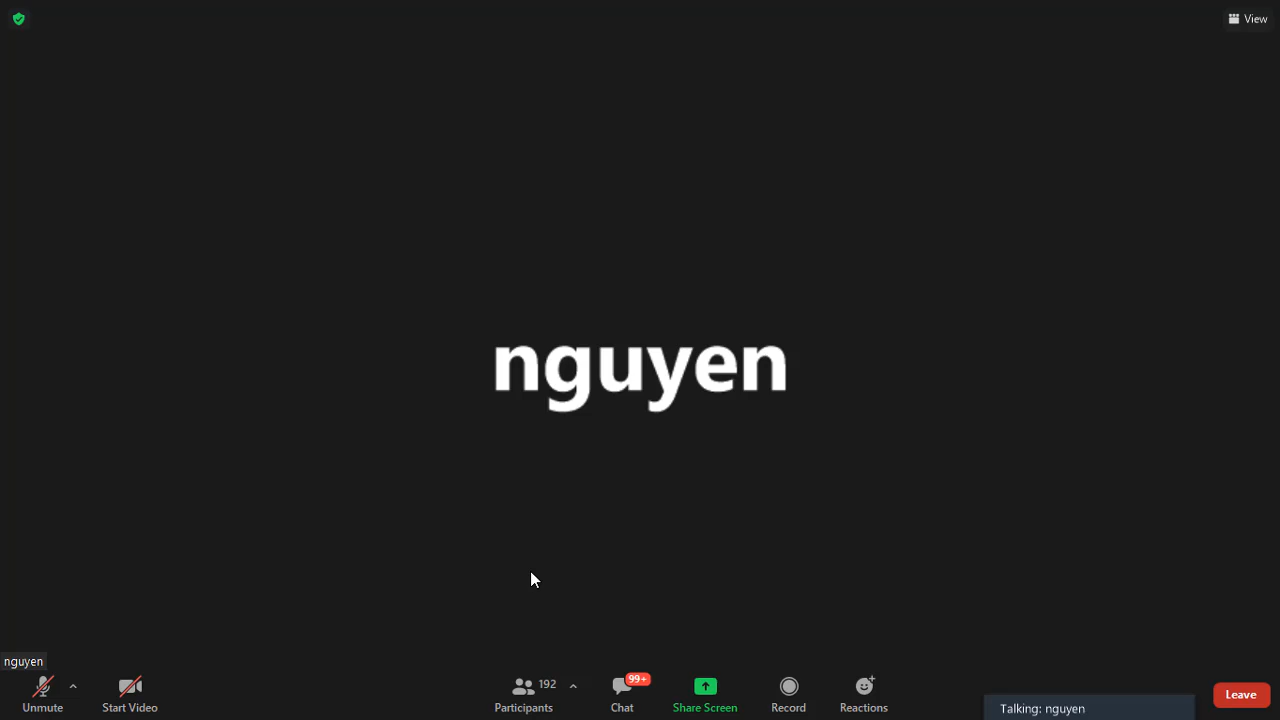 View
nguyen
nguyen
Unmute
Start Video
192
Participants
99+
Chat
Share Screen
Record
Reactions
Talking: nguyen
Leave